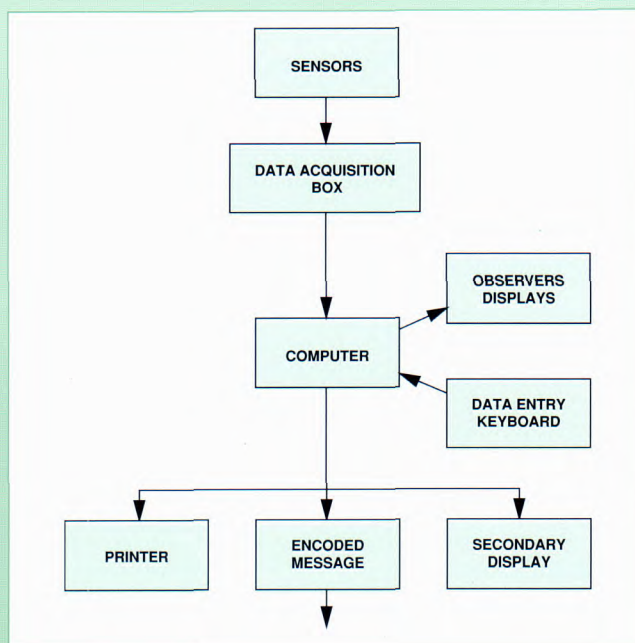 SENSORS
DATA ACQUISITION
BOX
OBSERVERS
DISPLAYS
COMPUTER
DATA ENTRY
KEYBOARD
PRINTER
ENCODED
MESSAGE
SECONDARY
DISPLAY